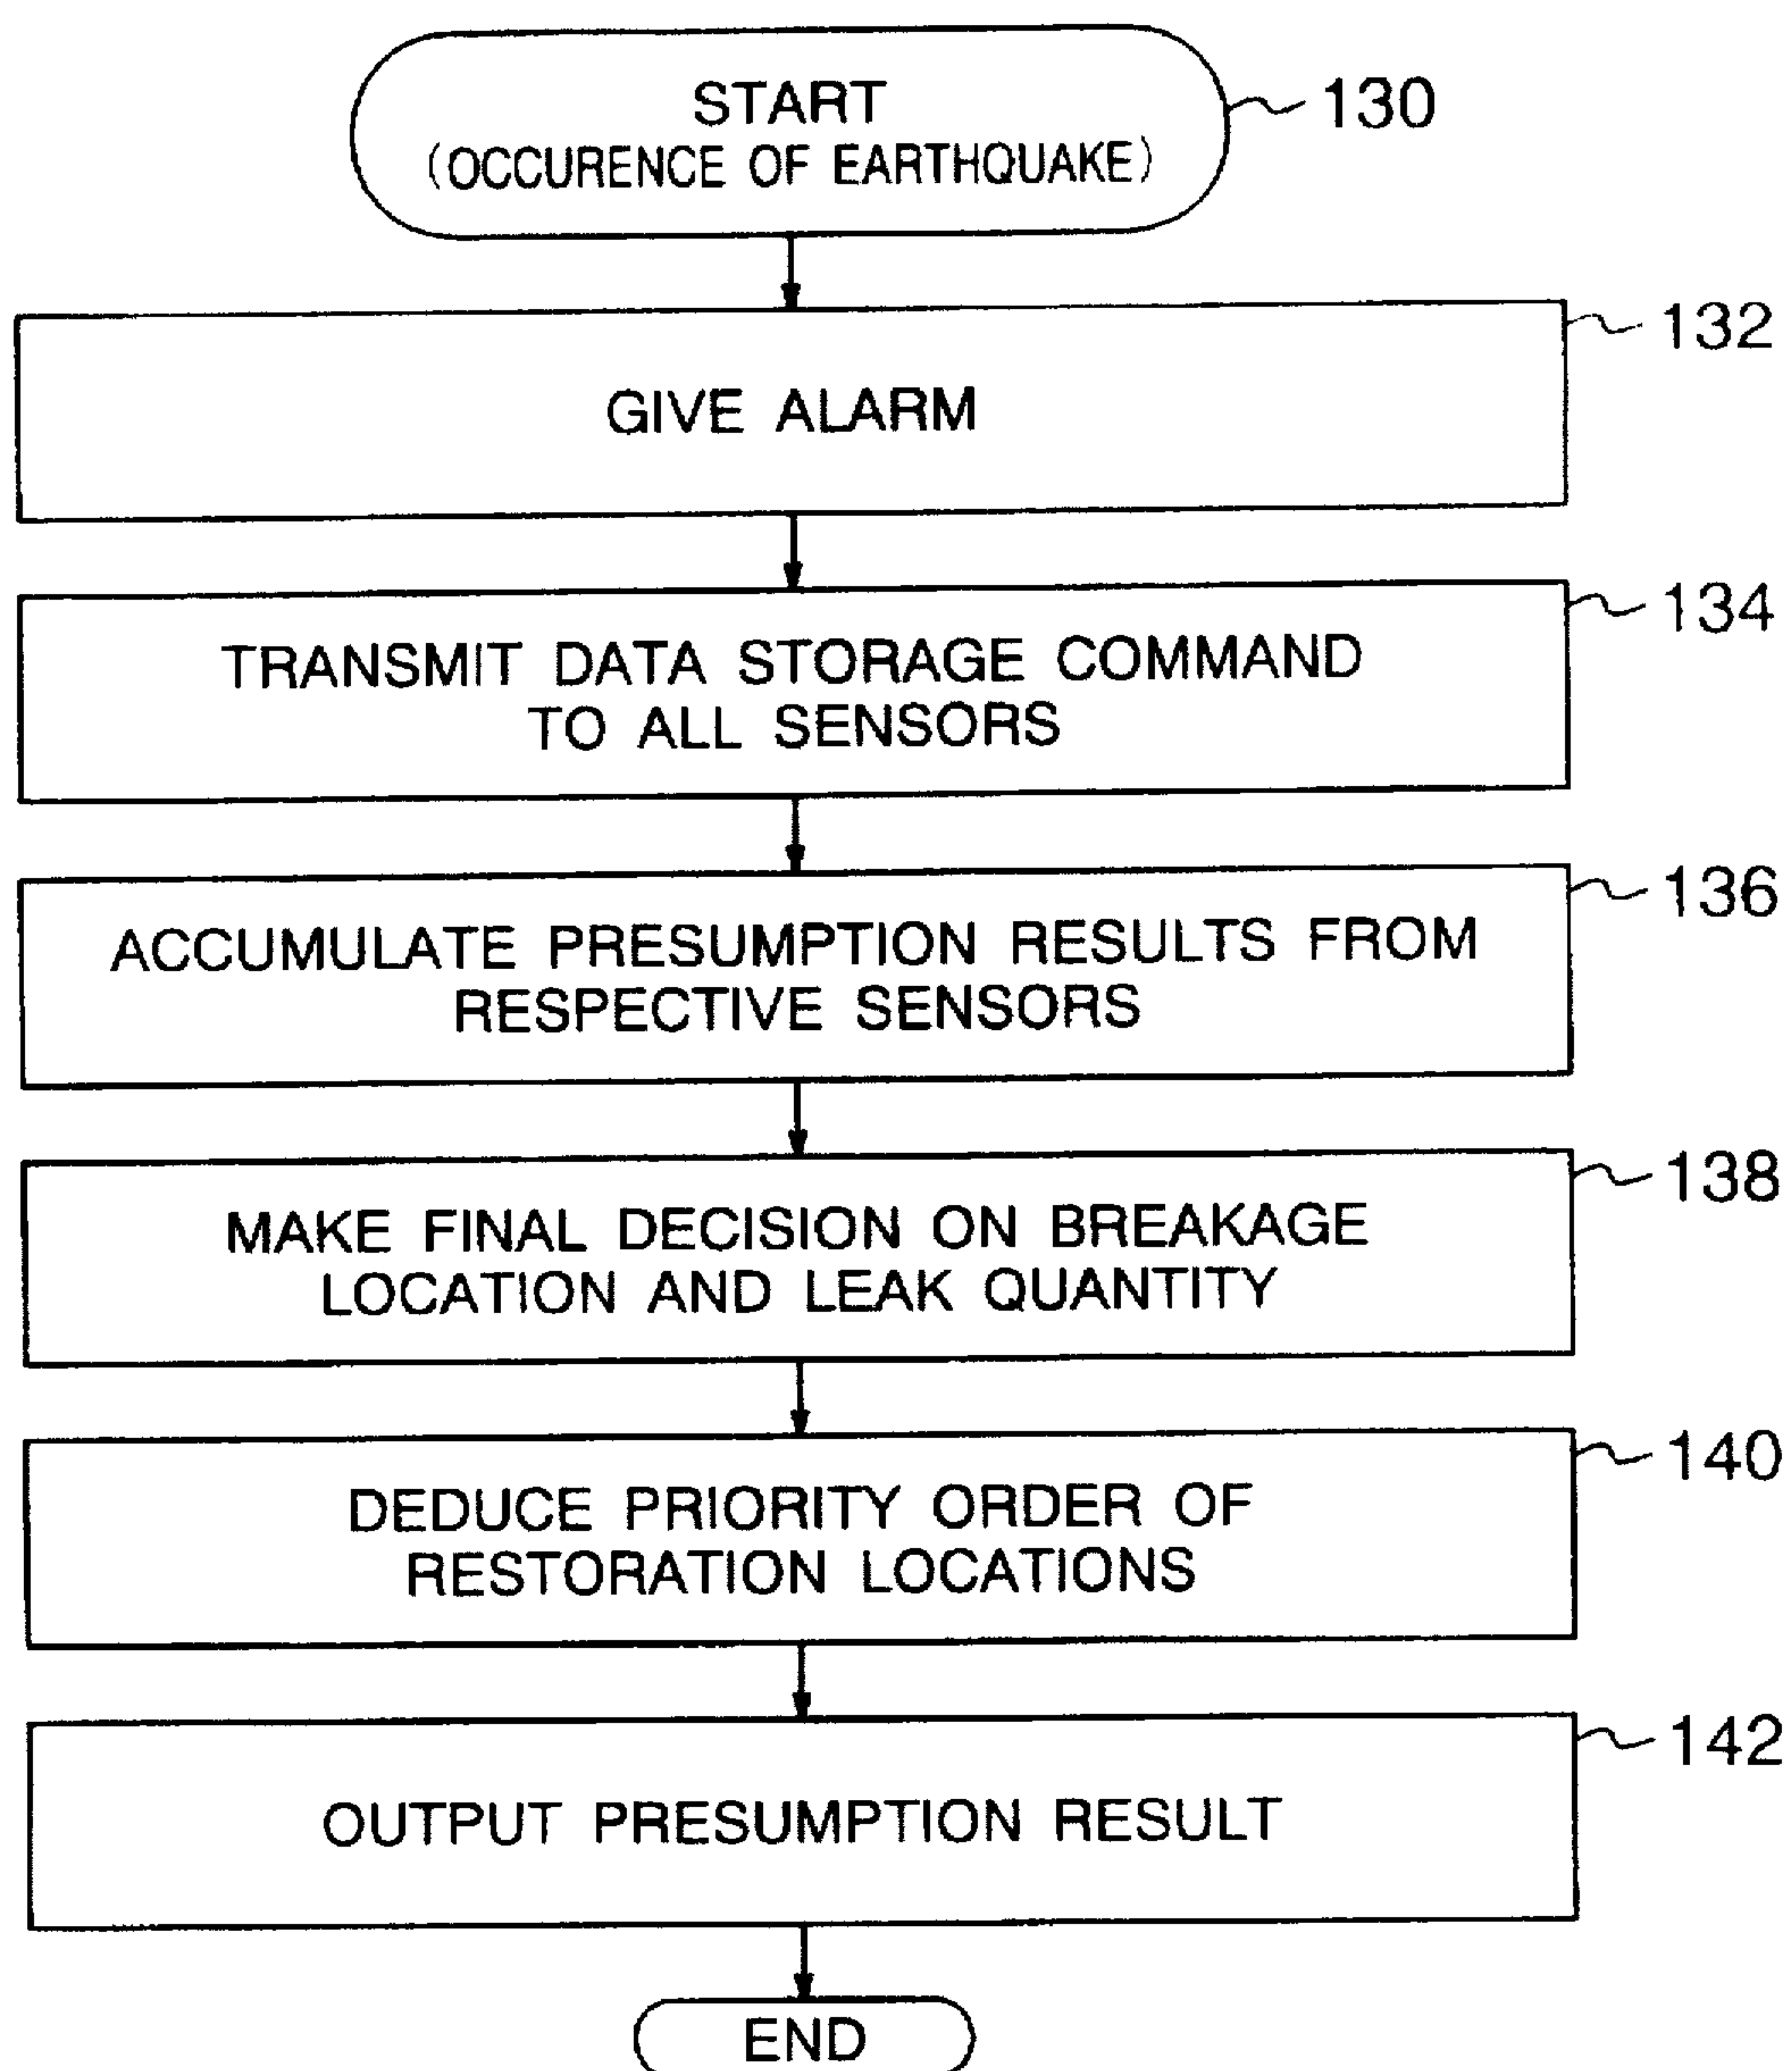 START
(OCCURENCE OF EARTHQUAKE)
130
GIVE ALARM
132
TRANSMIT DATA STORAGE COMMAND
TO ALL SENSORS
134
ACCUMULATE PRESUMPTION RESULTS FROM
RESPECTIVE SENSORS
136
MAKE FINAL DECISION ON BREAKAGE
LOCATION AND LEAK QUANTITY
138
DEDUCE PRIORITY ORDER OF
RESTORATION LOCATIONS
140
OUTPUT PRESUMPTION RESULT
142
END